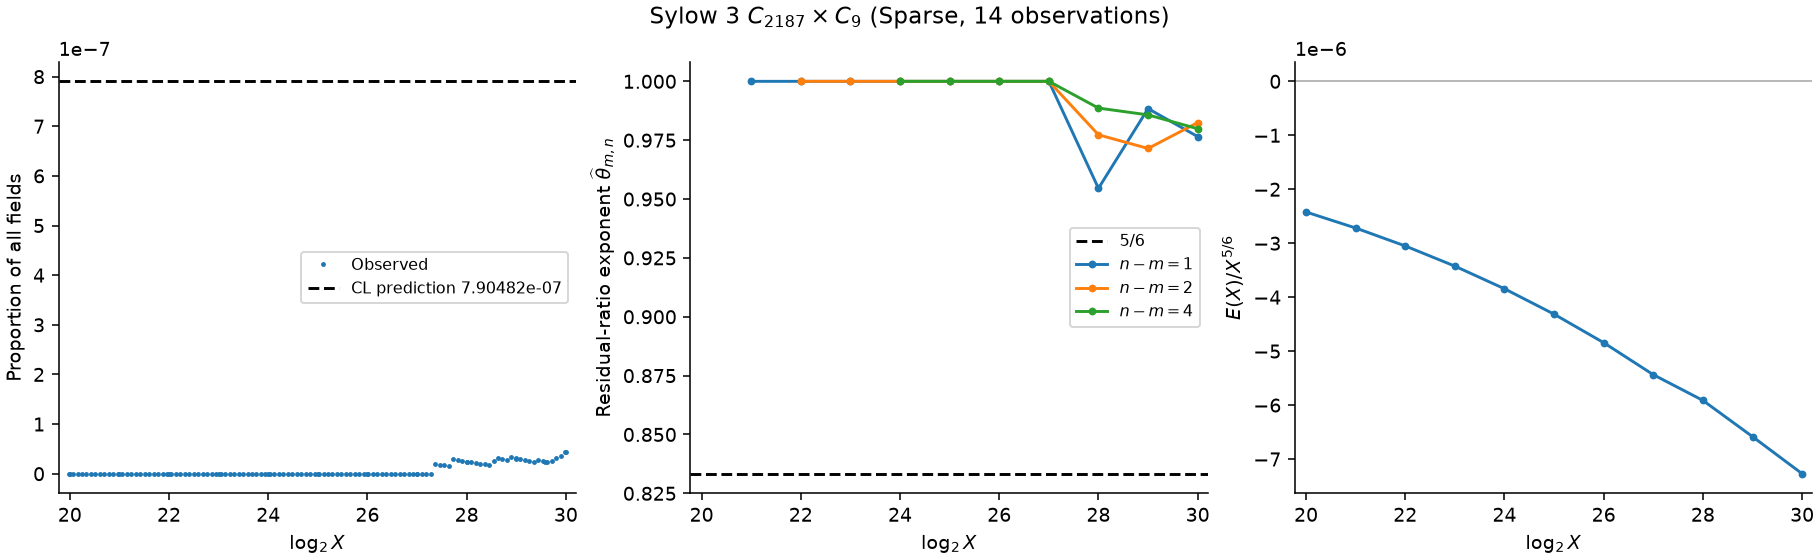 Sylow 3 C₂₁₈₇ × C₉ (Sparse, 14 observations)
1e−7
Proportion of all fields
8
7
6
5
4
3
2
1
0
Observed
CL prediction 7.90482e-07
20 22 24 26 28 30
log₂ X
Residual-ratio exponent θ̂ₘ,ₙ
1.000
0.975
0.950
0.925
0.900
0.875
0.850
0.825
5/6
n − m = 1
n − m = 2
n − m = 4
20 22 24 26 28 30
log₂ X
1e−6
E(X)/X^{5/6}
0
−1
−2
−3
−4
−5
−6
−7
20 22 24 26 28 30
log₂ X